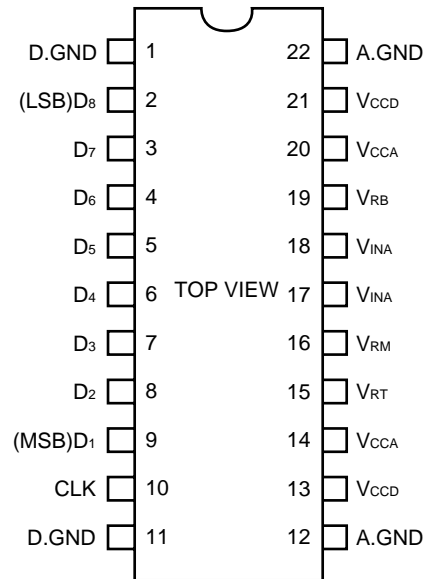 D.GND 1 22 A.GND
(LSB)D8 2 21 VCCD
D7 3 20 VCCA
D6 4 19 VRB
D5 5 18 VINA
D4 6 TOP VIEW 17 VINA
D3 7 16 VRM
D2 8 15 VRT
(MSB)D1 9 14 VCCA
CLK 10 13 VCCD
D.GND 11 12 A.GND